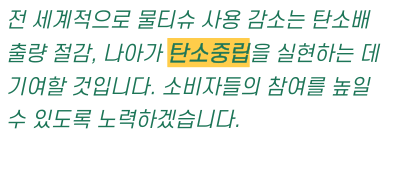 전 세계적으로 물티슈 사용 감소는 탄소배
출량 절감, 나아가 탄소중립을 실현하는 데
기여할 것입니다. 소비자들의 참여를 높일
수 있도록 노력하겠습니다.